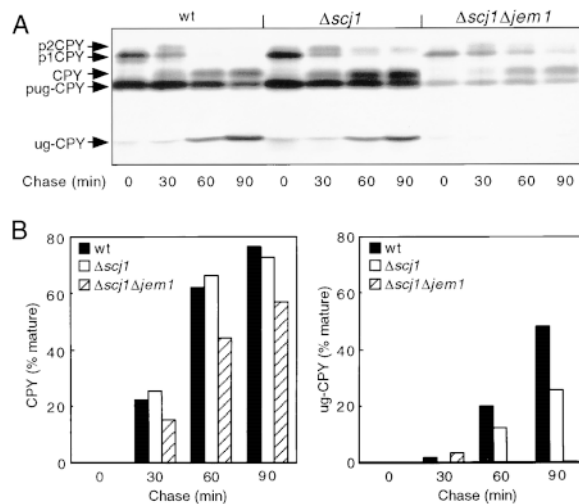 A
wt
Δscj1
Δscj1Δjem1
p2CPY
p1CPY
CPY
pug-CPY
ug-CPY
Chase (min) 0 30 60 90 0 30 60 90 0 30 60 90
B
80
60
40
20
0
CPY (% mature)
wt
Δscj1
Δscj1Δjem1
0 30 60 90
Chase (min)
80
60
40
20
0
ug-CPY (% mature)
wt
Δscj1
Δscj1Δjem1
0 30 60 90
Chase (min)